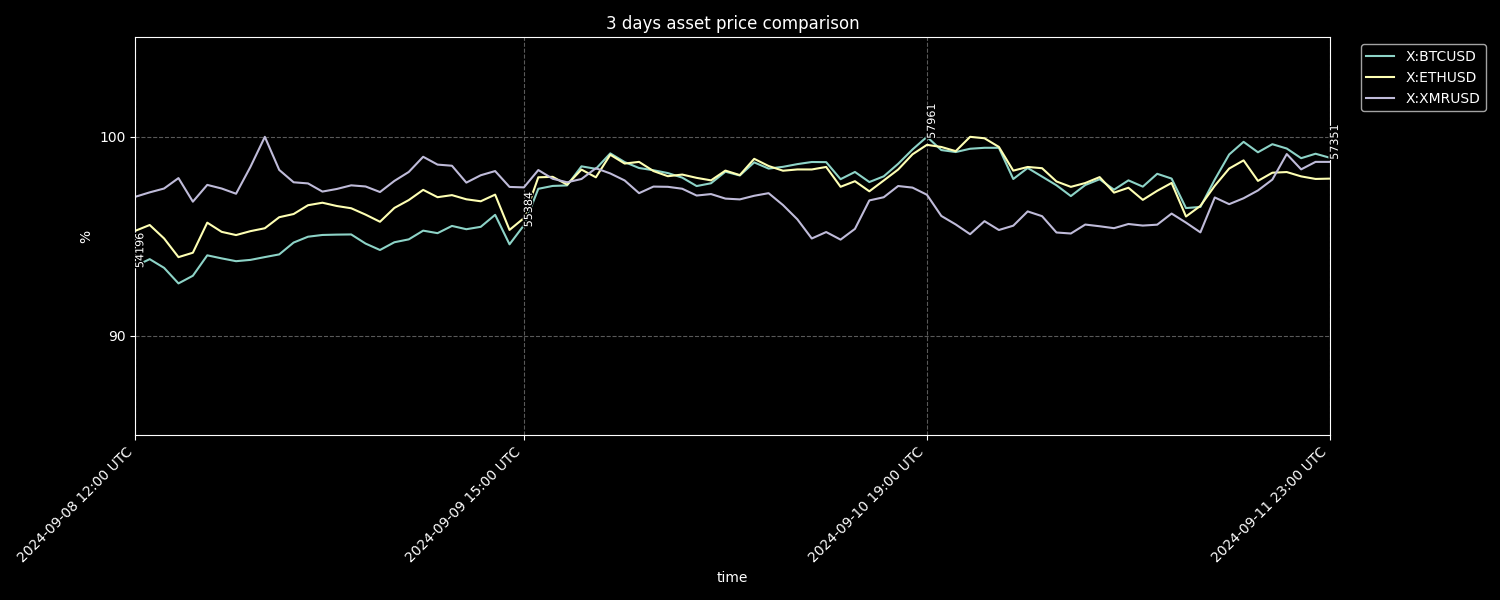 3 days asset price comparison
X:BTCUSD
X:ETHUSD
X:XMRUSD
100
90
%
54196
55384
57961
57351
2024-09-08 12:00 UTC
2024-09-09 15:00 UTC
2024-09-10 19:00 UTC
2024-09-11 23:00 UTC
time